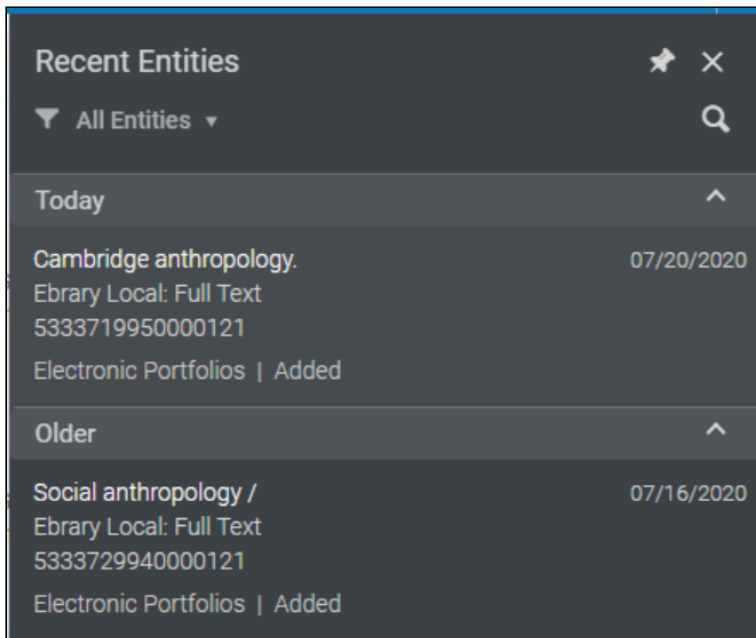 Recent Entities
All Entities
Today
Cambridge anthropology. 07/20/2020
Ebrary Local: Full Text
5333719950000121
Electronic Portfolios | Added
Older
Social anthropology / 07/16/2020
Ebrary Local: Full Text
5333729940000121
Electronic Portfolios | Added